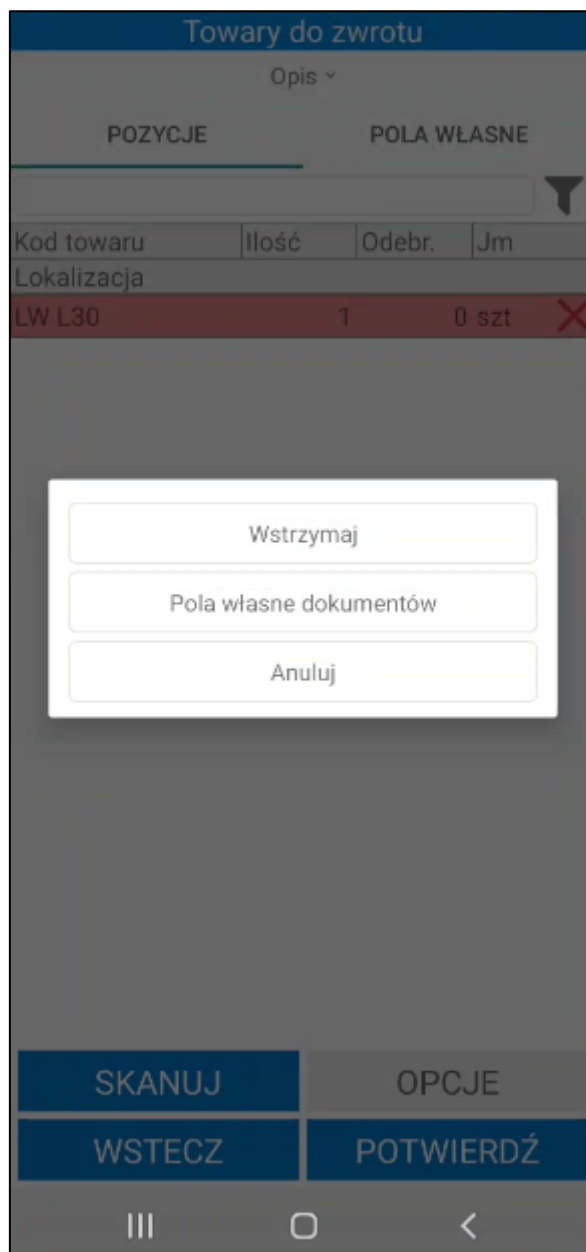 Towary do zwrotu
Opis
POZYCJE POLA WŁASNE
Kod towaru Ilość Odebr. Jm
Lokalizacja
LW L30 1 0 szt
Wstrzymaj
Pola własne dokumentów
Anuluj
SKANUJ OPCJE
WSTECZ POTWIERDŹ